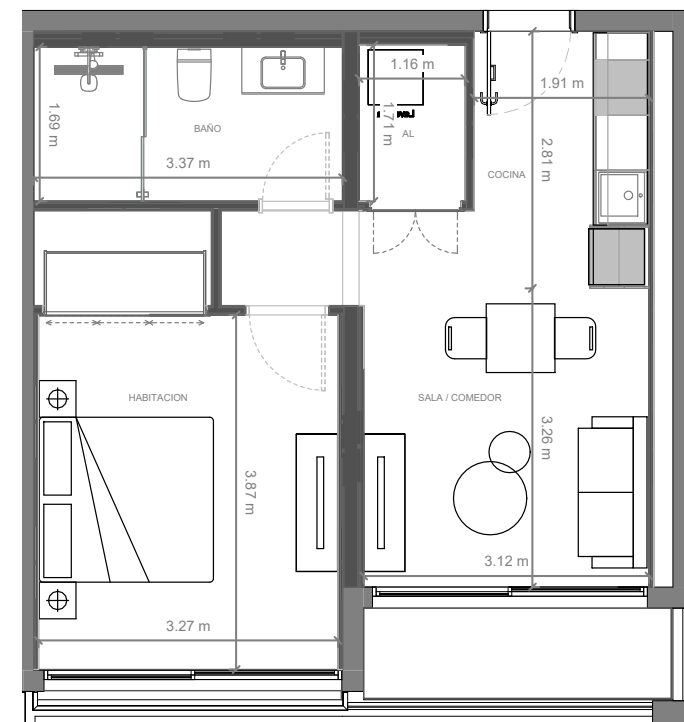 1.16 m
1.91 m
1.69 m
1.71 m
BAÑO
AL
2.81 m
3.37 m
COCINA
HABITACION
SALA / COMEDOR
3.26 m
3.87 m
3.12 m
3.27 m